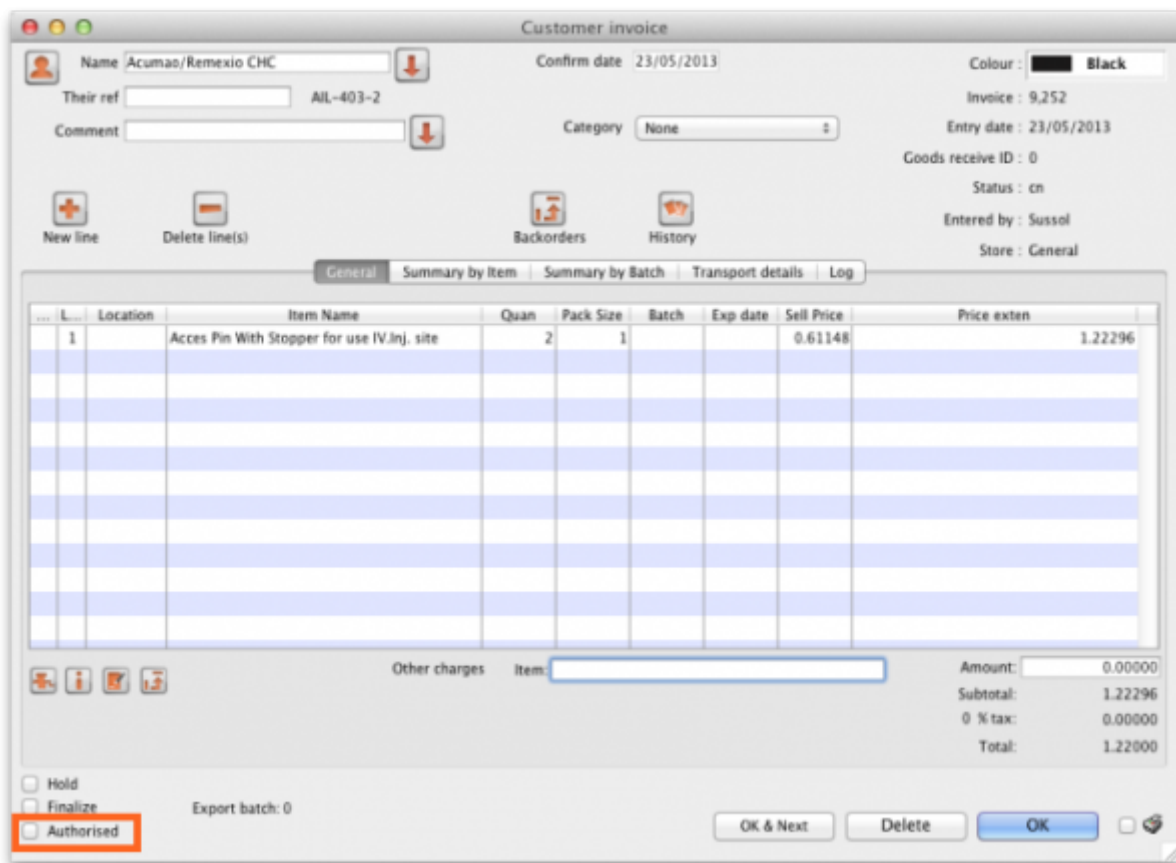 Customer invoice
Name Acumao/Remexio CHC Confirm date 23/05/2013 Colour : Black
Their ref AIL-403-2 Invoice : 9,252
Comment Category None Entry date : 23/05/2013
Goods receive ID : 0
Status : cn
New line Delete line(s) Backorders History Entered by : Sussol
Store : General
General Summary by Item Summary by Batch Transport details Log
... L... Location Item Name Quan Pack Size Batch Exp date Sell Price Price exten
1 Acces Pin With Stopper for use IV.Inj. site 2 1 0.61148 1.22296
Other charges Item: Amount: 0.00000
Subtotal: 1.22296
0 % tax: 0.00000
Total: 1.22000
Hold
Finalize Export batch: 0
Authorised OK & Next Delete OK